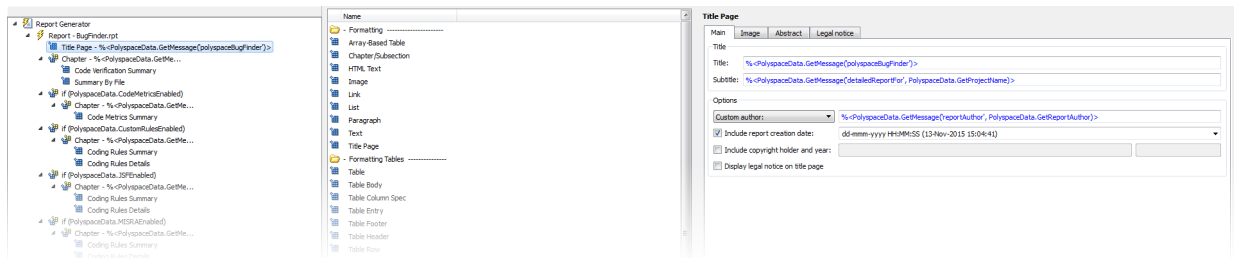 Report Generator
Report - BugFinder.rpt
Title Page - %<PolyspaceData.GetMessage('polyspaceBugFinder')>
Chapter - %<PolyspaceData.GetMe...
Code Verification Summary
Summary By File
if (PolyspaceData.CodeMetricsEnabled)
Chapter - %<PolyspaceData.GetMe...
Code Metrics Summary
if (PolyspaceData.CustomRulesEnabled)
Chapter - %<PolyspaceData.GetMe...
Coding Rules Summary
Coding Rules Details
if (PolyspaceData.JSFEnabled)
Chapter - %<PolyspaceData.GetMe...
Coding Rules Summary
Coding Rules Details
if (PolyspaceData.MISRAEnabled)
Chapter - %<PolyspaceData.GetMe...
Coding Rules Summary
Coding Rules Details
Name
- Formatting ----------------------
Array-Based Table
Chapter/Subsection
HTML Text
Image
Link
List
Paragraph
Text
Title Page
- Formatting Tables ---------------
Table
Table Body
Table Column Spec
Table Entry
Table Footer
Table Header
Table Row
Title Page
Main Image Abstract Legal notice
Title
Title: %<PolyspaceData.GetMessage('polyspaceBugFinder')>
Subtitle: %<PolyspaceData.GetMessage('detailedReportFor', PolyspaceData.GetProjectName)>
Options
Custom author: %<PolyspaceData.GetMessage('reportAuthor', PolyspaceData.GetReportAuthor)>
Include report creation date: dd-mmm-yyyy HH:MM:SS (13-Nov-2015 15:04:41)
Include copyright holder and year:
Display legal notice on title page